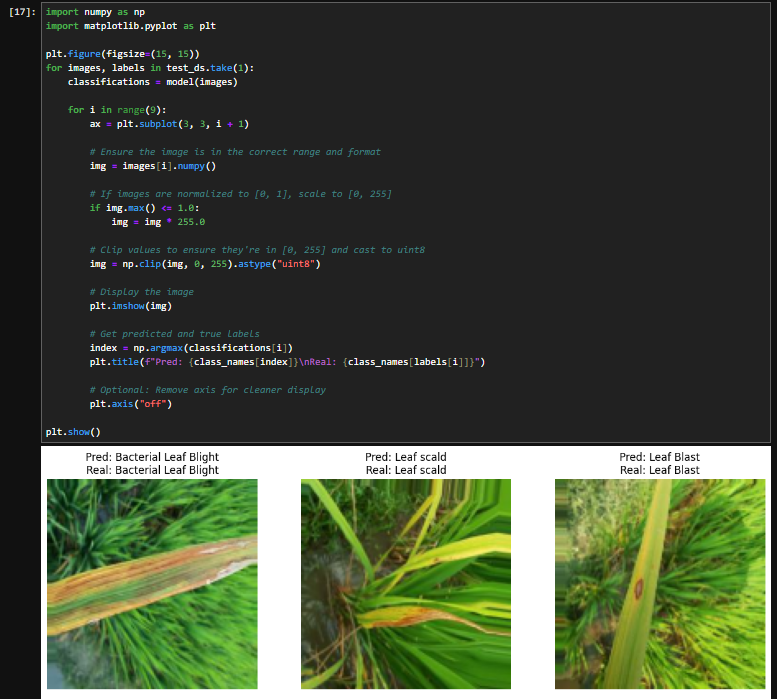 [17]: import numpy as np
import matplotlib.pyplot as plt
plt.figure(figsize=(15, 15))
for images, labels in test_ds.take(1):
    classifications = model(images)
    for i in range(9):
        ax = plt.subplot(3, 3, i + 1)
        # Ensure the image is in the correct range and format
        img = images[i].numpy()
        # If images are normalized to [0, 1], scale to [0, 255]
        if img.max() <= 1.0:
            img = img * 255.0
        # Clip values to ensure they're in [0, 255] and cast to uint8
        img = np.clip(img, 0, 255).astype("uint8")
        # Display the image
        plt.imshow(img)
        # Get predicted and true labels
        index = np.argmax(classifications[i])
        plt.title(f"Pred: {class_names[index]}\nReal: {class_names[labels[i]]}")
        # Optional: Remove axis for cleaner display
        plt.axis("off")
plt.show()
Pred: Bacterial Leaf Blight
Real: Bacterial Leaf Blight
Pred: Leaf scald
Real: Leaf scald
Pred: Leaf Blast
Real: Leaf Blast